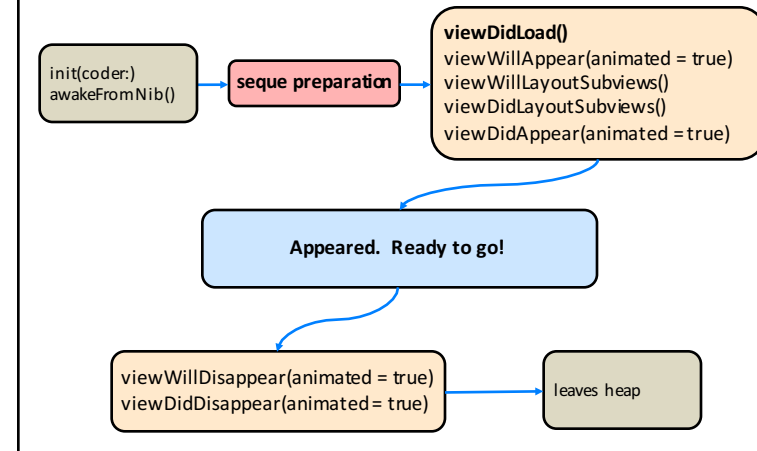 init(coder:)
awakeFromNib()
seque preparation
viewDidLoad()
viewWillAppear(animated = true)
viewWillLayoutSubviews()
viewDidLayoutSubviews()
viewDidAppear(animated = true)
Appeared.  Ready to go!
viewWillDisappear(animated = true)
viewDidDisappear(animated = true)
leaves heap